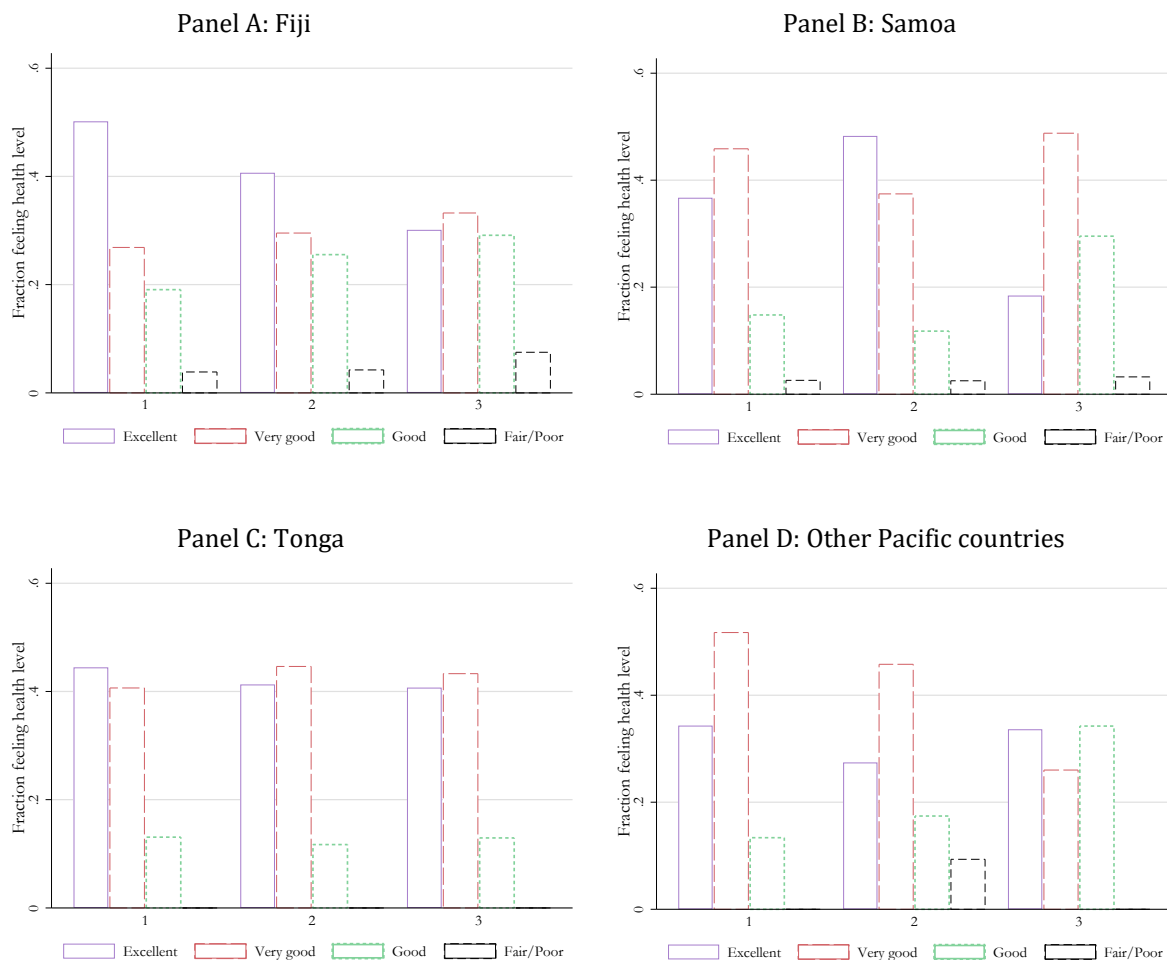 Panel A: Fiji
Fraction feeling health level
.6
.4
.2
0
1 2 3
Excellent Very good Good Fair/Poor
Panel B: Samoa
Fraction feeling health level
.6
.4
.2
0
1 2 3
Excellent Very good Good Fair/Poor
Panel C: Tonga
Fraction feeling health level
.6
.4
.2
0
1 2 3
Excellent Very good Good Fair/Poor
Panel D: Other Pacific countries
Fraction feeling health level
.6
.4
.2
0
1 2 3
Excellent Very good Good Fair/Poor